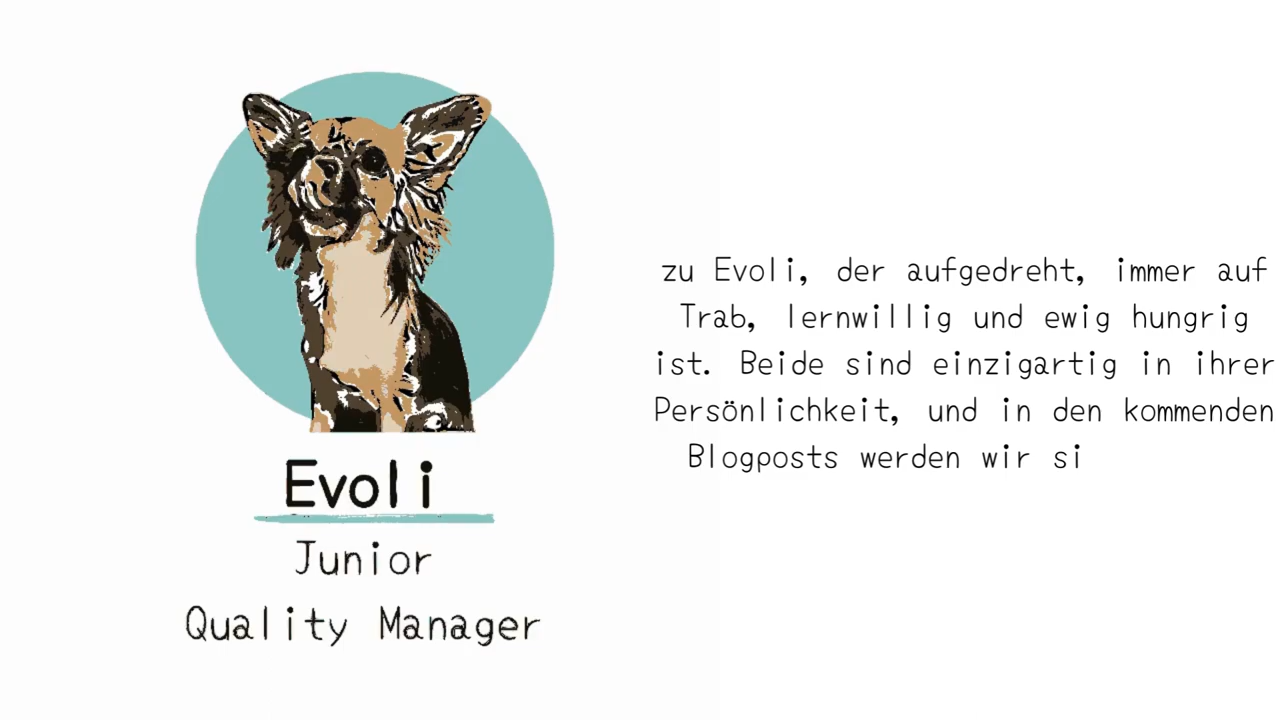 Evoli
Junior
Quality Manager
zu Evoli, der aufgedreht, immer auf
Trab, lernwillig und ewig hungrig
ist. Beide sind einzigartig in ihrer
Persönlichkeit, und in den kommenden
Blogposts werden wir si